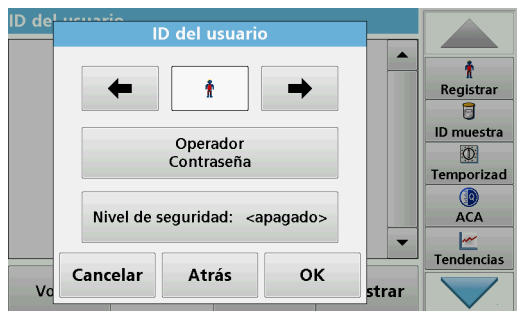 ID del usuario
ID del usuario
Operador
Contraseña
Nivel de seguridad: <apagado>
Cancelar
Atrás
OK
Registrar
ID muestra
Temporizad
ACA
Tendencias